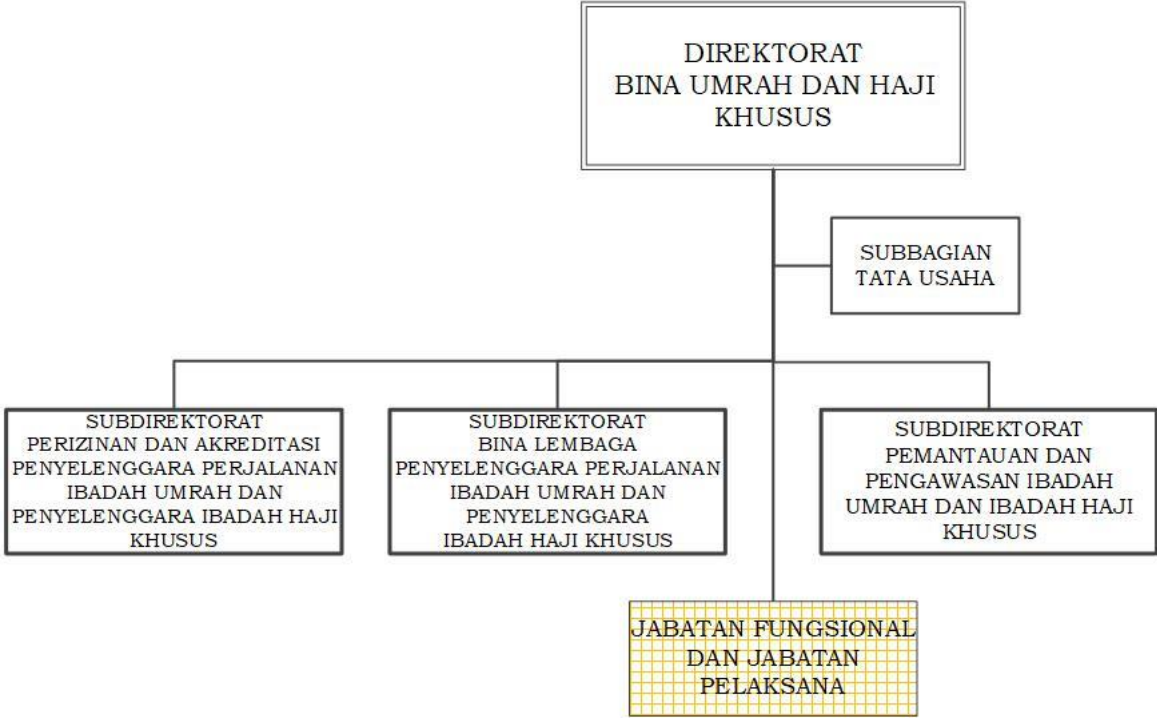 DIREKTORAT
BINA UMRAH DAN HAJI
KHUSUS
SUBBAGIAN
TATA USAHA
SUBDIREKTORAT
PERIZINAN DAN AKREDITASI
PENYELENGGARA PERJALANAN
IBADAH UMRAH DAN
PENYELENGGARA IBADAH HAJI
KHUSUS
SUBDIREKTORAT
BINA LEMBAGA
PENYELENGGARA PERJALANAN
IBADAH UMRAH DAN
PENYELENGGARA
IBADAH HAJI KHUSUS
SUBDIREKTORAT
PEMANTAUAN DAN
PENGAWASAN IBADAH
UMRAH DAN IBADAH HAJI
KHUSUS
JABATAN FUNGSIONAL
DAN JABATAN
PELAKSANA